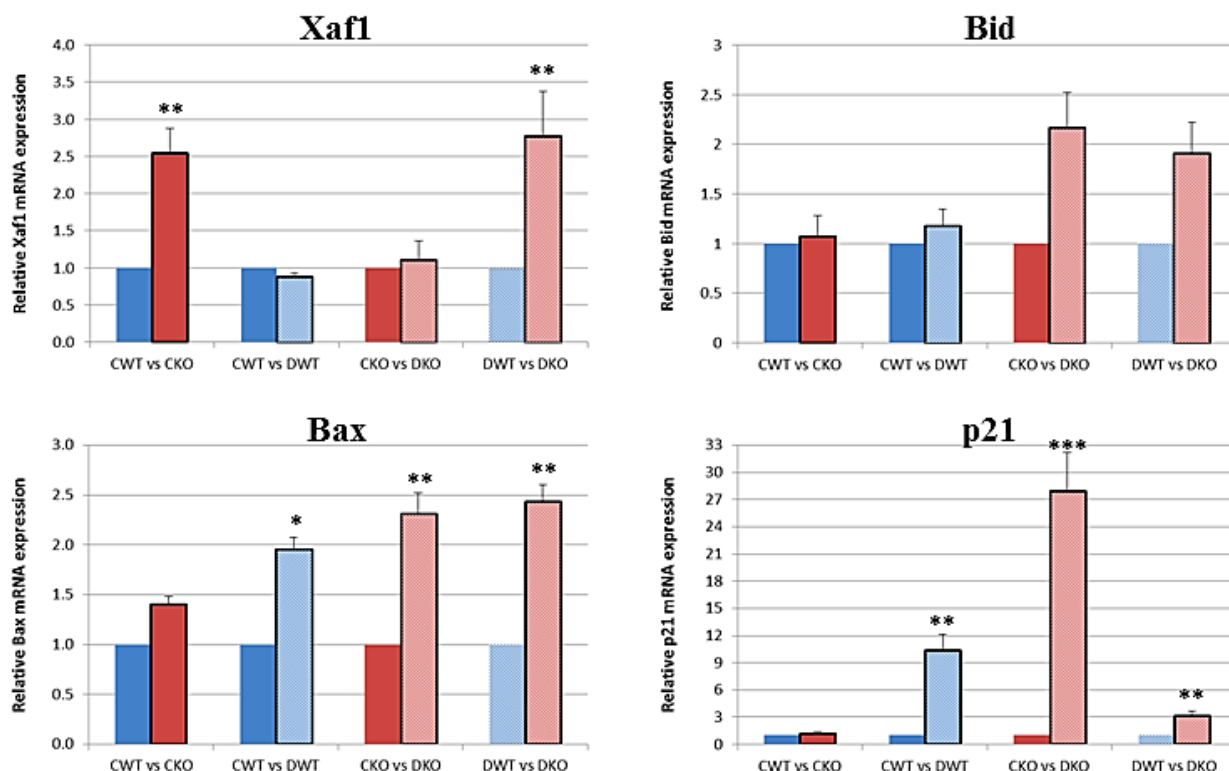 Xaf1
Relative Xaf1 mRNA expression
4.0
3.5
3.0
2.5
2.0
1.5
1.0
0.5
0.0
**
**
CWT vs CKO
CWT vs DWT
CKO vs DKO
DWT vs DKO
Bid
Relative Bid mRNA expression
3
2.5
2
1.5
1
0.5
0
CWT vs CKO
CWT vs DWT
CKO vs DKO
DWT vs DKO
Bax
Relative Bax mRNA expression
3.0
2.5
2.0
1.5
1.0
0.5
0.0
*
**
**
CWT vs CKO
CWT vs DWT
CKO vs DKO
DWT vs DKO
p21
Relative p21 mRNA expression
33
30
27
24
21
18
15
12
9
6
3
0
**
***
**
CWT vs CKO
CWT vs DWT
CKO vs DKO
DWT vs DKO